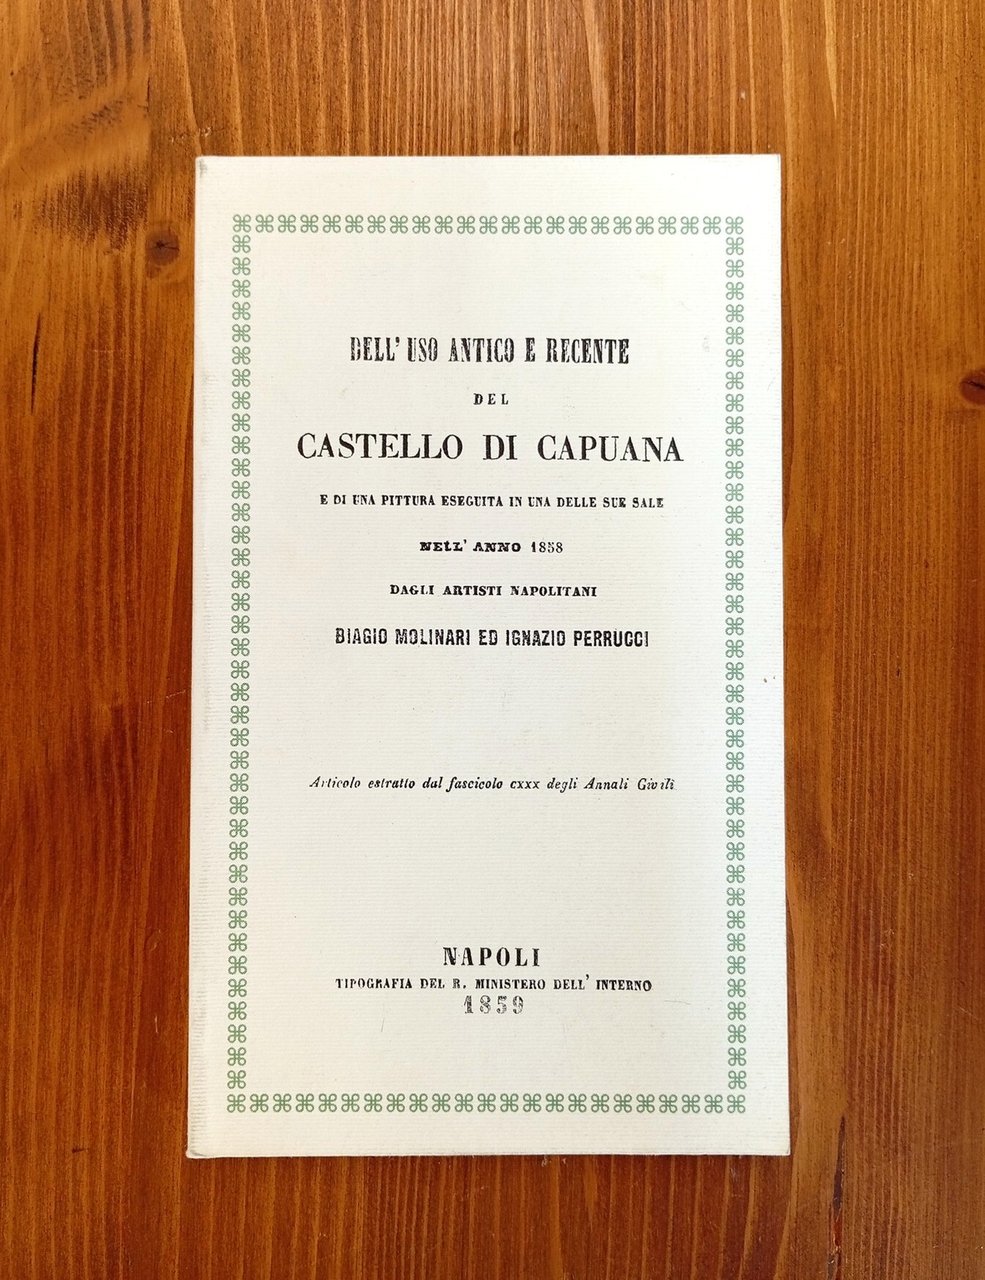 DELL' USO ANTICO E RECENTE
DEL
CASTELLO DI CAPUANA
E DI UNA PITTURA ESEGUITA IN UNA DELLE SUE SALE
NELL' ANNO 1858
DAGLI ARTISTI NAPOLITANI
BIAGIO MOLINARI ED IGNAZIO PERRUCCI
Articolo estratto dal fascicolo CXXX degli Annali Civili
NAPOLI
TIPOGRAFIA DEL R. MINISTERO DELL' INTERNO
1859